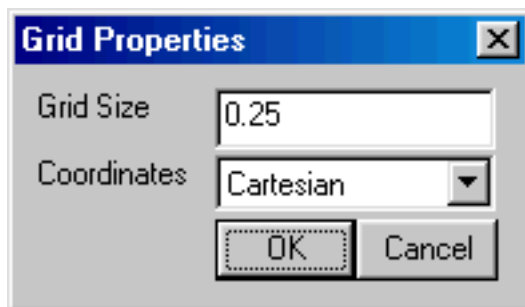 Grid Properties
Grid Size 0.25
Coordinates Cartesian
OK Cancel